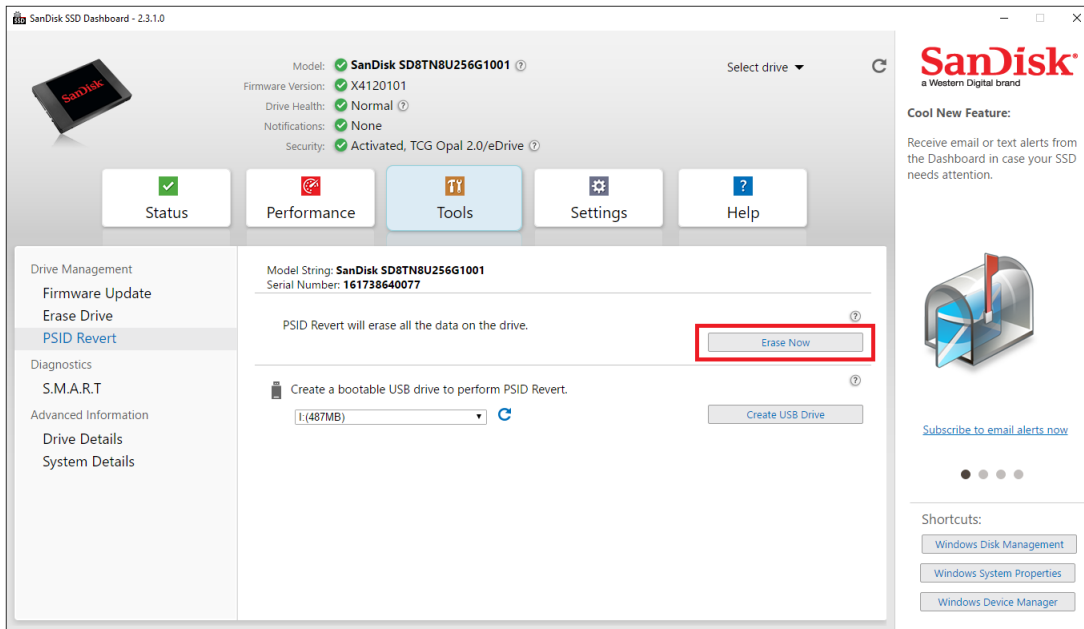 SanDisk SSD Dashboard - 2.3.1.0
SanDisk
Model: SanDisk SD8TN8U256G1001 ?
Firmware Version: X4120101
Drive Health: Normal ?
Notifications: None
Security: Activated, TCG Opal 2.0/eDrive ?
Select drive
Status
Performance
Tools
Settings
Help
Drive Management
Firmware Update
Erase Drive
PSID Revert
Diagnostics
S.M.A.R.T
Advanced Information
Drive Details
System Details
Model String: SanDisk SD8TN8U256G1001
Serial Number: 161738640077
PSID Revert will erase all the data on the drive.
?
Erase Now
Create a bootable USB drive to perform PSID Revert.
?
I:(487MB)
Create USB Drive
SanDisk®
a Western Digital brand
Cool New Feature:
Receive email or text alerts from
the Dashboard in case your SSD
needs attention.
Subscribe to email alerts now
Shortcuts:
Windows Disk Management
Windows System Properties
Windows Device Manager